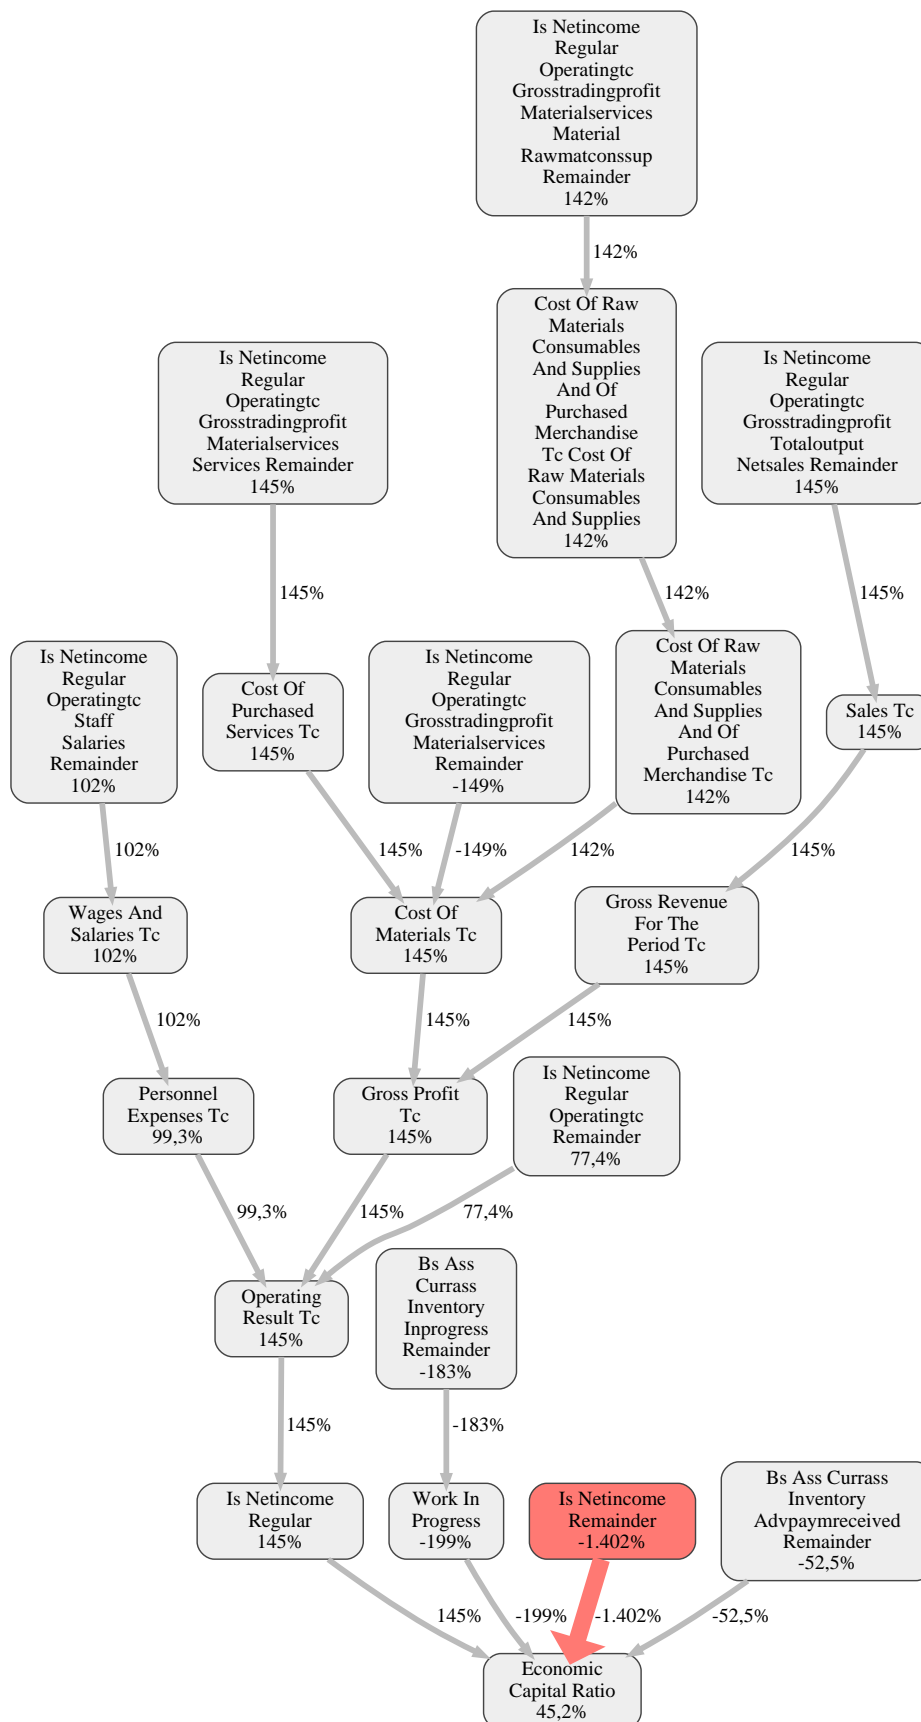 Is Netincome
Regular
Operatingtc
Grosstradingprofit
Materialservices
Material
Rawmatconssup
Remainder
142%
142%
Cost Of Raw
Materials
Consumables
And Supplies
And Of
Purchased
Merchandise
Tc Cost Of
Raw Materials
Consumables
And Supplies
142%
Is Netincome
Regular
Operatingtc
Grosstradingprofit
Materialservices
Services Remainder
145%
Is Netincome
Regular
Operatingtc
Grosstradingprofit
Totaloutput
Netsales Remainder
145%
145%
142%
145%
Is Netincome
Regular
Operatingtc
Staff
Salaries
Remainder
102%
Cost Of
Purchased
Services Tc
145%
Is Netincome
Regular
Operatingtc
Grosstradingprofit
Materialservices
Remainder
-149%
Cost Of Raw
Materials
Consumables
And Supplies
And Of
Purchased
Merchandise Tc
142%
Sales Tc
145%
102%
145%
-149%
142%
145%
Wages And
Salaries Tc
102%
Cost Of
Materials Tc
145%
Gross Revenue
For The
Period Tc
145%
102%
145%
145%
Personnel
Expenses Tc
99,3%
Gross Profit
Tc
145%
Is Netincome
Regular
Operatingtc
Remainder
77,4%
99,3%
145%
77,4%
Operating
Result Tc
145%
Bs Ass
Currass
Inventory
Inprogress
Remainder
-183%
145%
-183%
Is Netincome
Regular
145%
Work In
Progress
-199%
Is Netincome
Remainder
-1.402%
Bs Ass Currass
Inventory
Advpaymreceived
Remainder
-52,5%
145%
-199%
-1.402%
-52,5%
Economic
Capital Ratio
45,2%